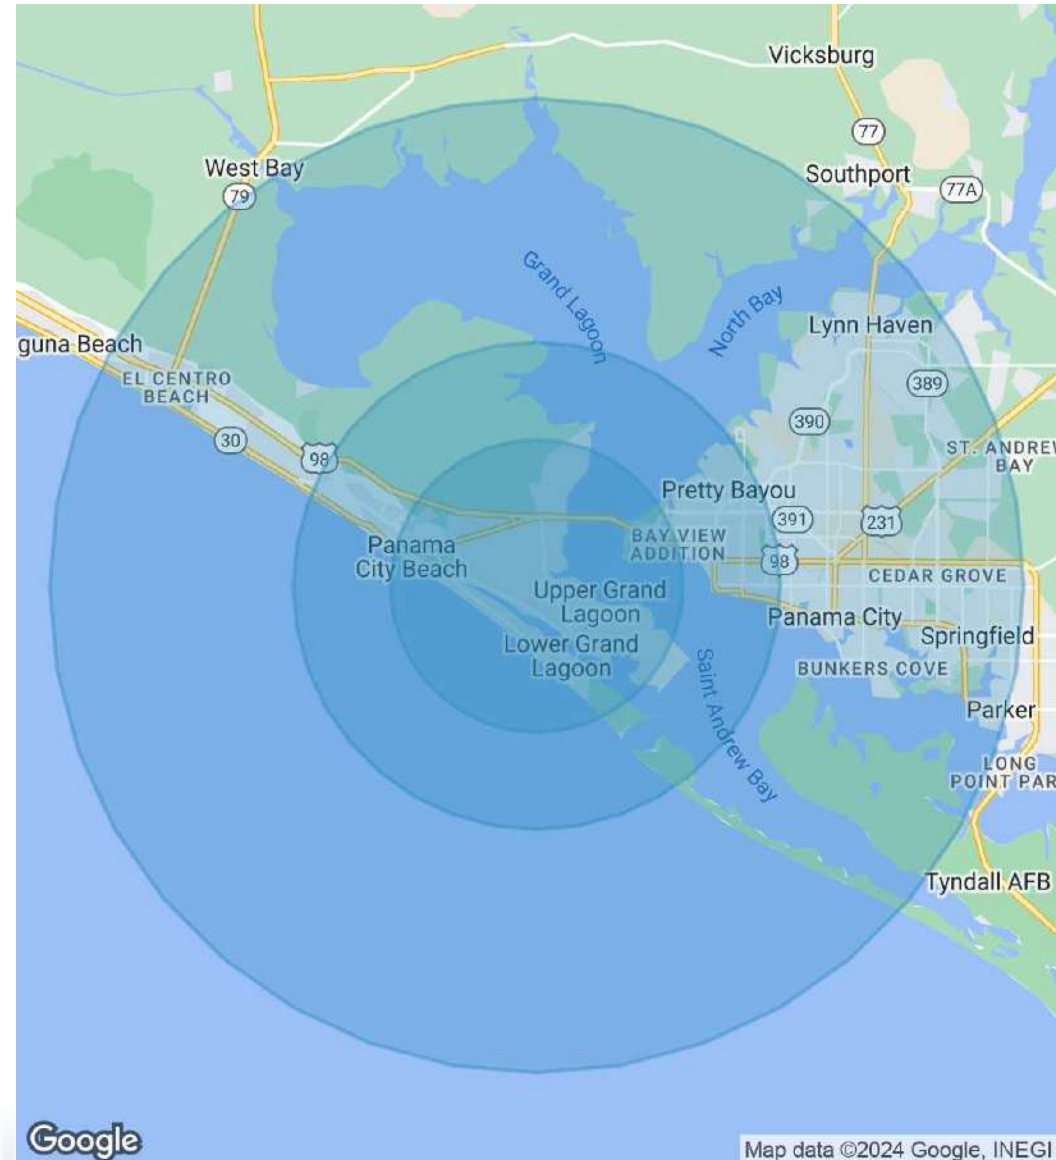 Vicksburg
77
West Bay
Southport
79
77A
Grand Lagoon
North Bay
Lynn Haven
guna Beach
EL CENTRO
BEACH
389
390
30
98
ST. ANDREW
BAY
Pretty Bayou
391
231
Panama
City Beach
BAY VIEW
ADDITION
98
CEDAR GROVE
Upper Grand
Lagoon
Panama City
Springfield
Lower Grand
Lagoon
BUNKERS COVE
Saint Andrew Bay
Parker
LONG
POINT PAR
Tyndall AFB
Google
Map data ©2024 Google, INEGI